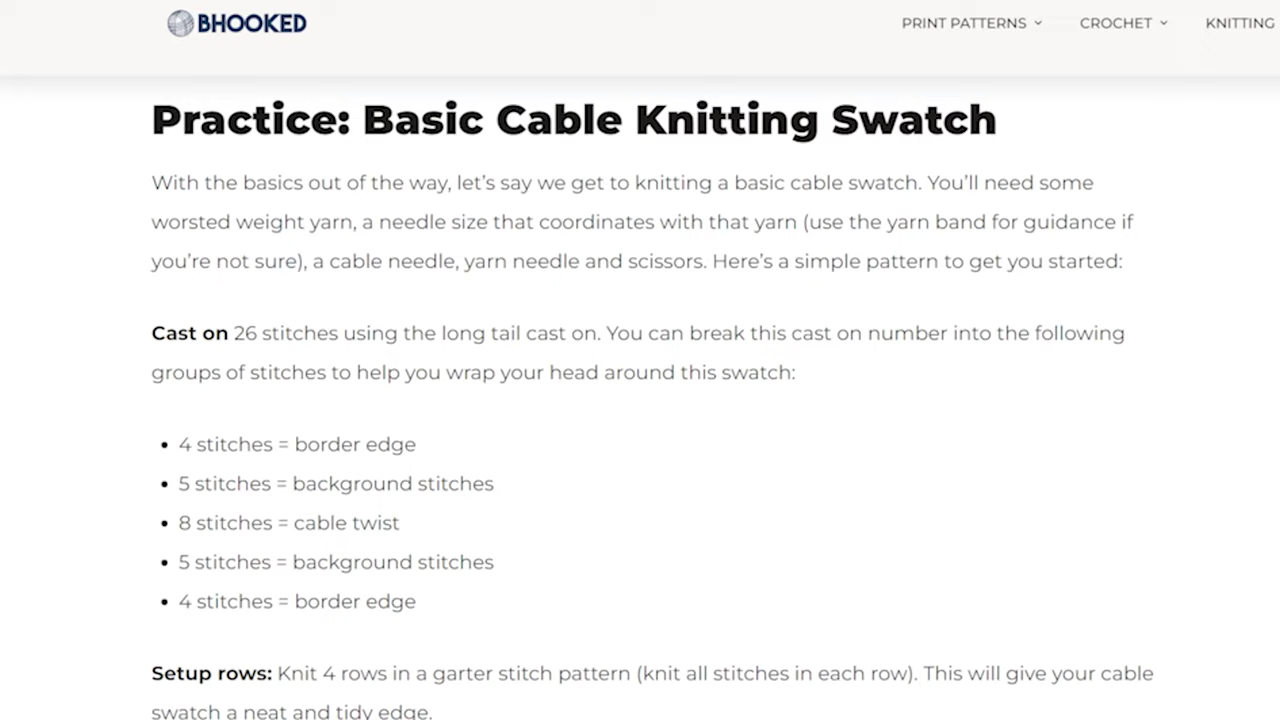 BHOOKED
PRINT PATTERNS
CROCHET
KNITTING
Practice: Basic Cable Knitting Swatch
With the basics out of the way, let’s say we get to knitting a basic cable swatch. You’ll need some
worsted weight yarn, a needle size that coordinates with that yarn (use the yarn band for guidance if
you’re not sure), a cable needle, yarn needle and scissors. Here’s a simple pattern to get you started:
Cast on 26 stitches using the long tail cast on. You can break this cast on number into the following
groups of stitches to help you wrap your head around this swatch:
• 4 stitches = border edge
• 5 stitches = background stitches
• 8 stitches = cable twist
• 5 stitches = background stitches
• 4 stitches = border edge
Setup rows: Knit 4 rows in a garter stitch pattern (knit all stitches in each row). This will give your cable
swatch a neat and tidy edge.